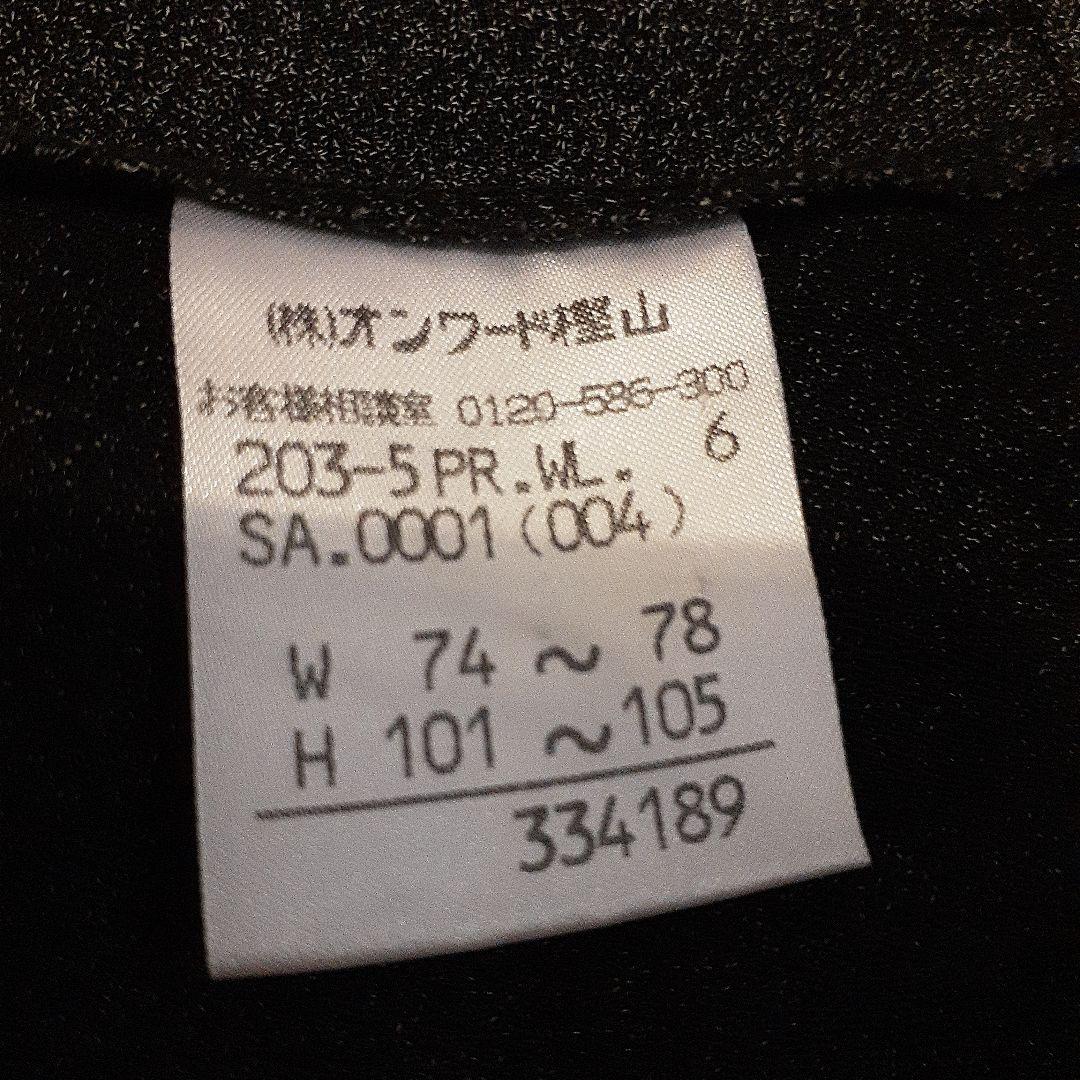 (株)オンワード樫山
お客様相談室 0120-586-300
203-5PR.WL. 6
SA.0001(004)
W 74 ~ 78
H 101 ~ 105
334189